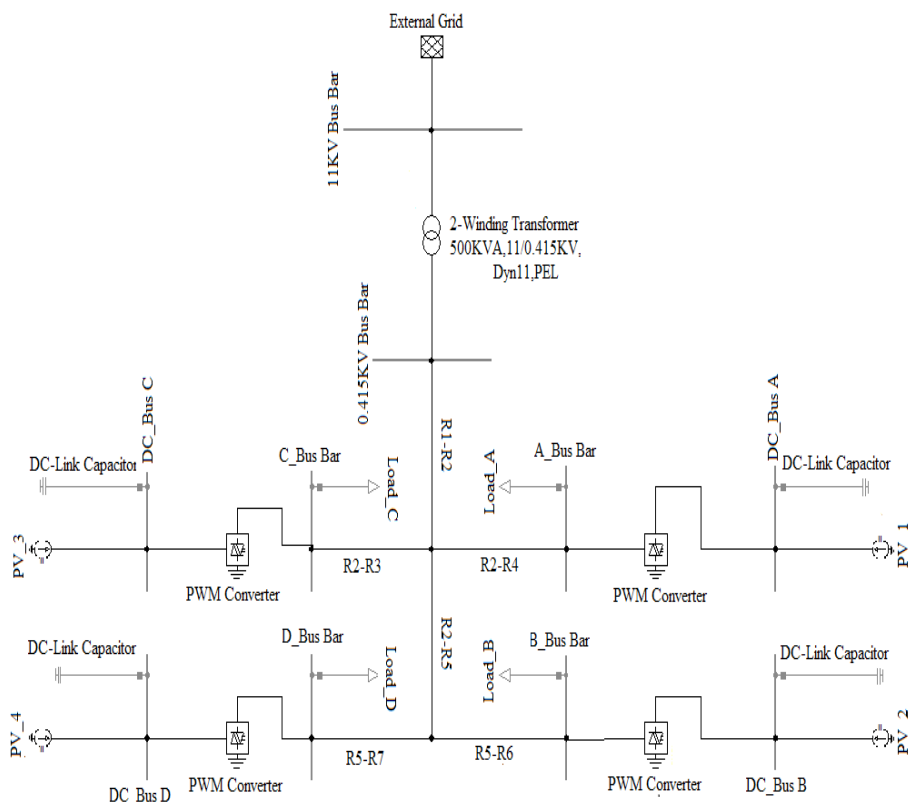 External Grid
11KV Bus Bar
2-Winding Transformer
500KVA,11/0.415KV,
Dyn11,PEL
0.415KV Bus Bar
R1-R2
DC_Bus C
DC_Bus A
DC-Link Capacitor
C_Bus Bar
Load_C
Load_A
A_Bus Bar
DC-Link Capacitor
PV_3
PWM Converter
R2-R3
R2-R4
PWM Converter
PV_1
R2-R5
DC-Link Capacitor
D_Bus Bar
Load_D
Load_B
B_Bus Bar
DC-Link Capacitor
PV_4
PWM Converter
R5-R7
R5-R6
PWM Converter
PV_2
DC_Bus D
DC_Bus B